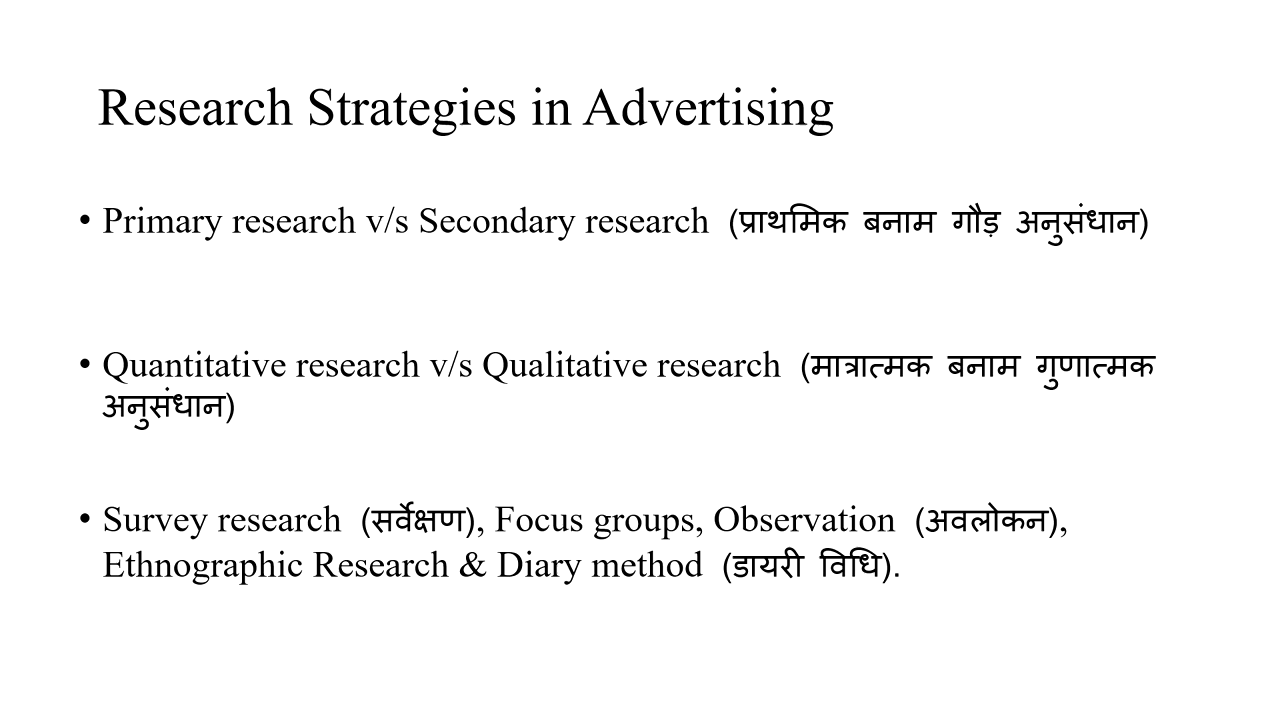 Research Strategies in Advertising
• Primary research v/s Secondary research (प्राथमिक बनाम गौड़ अनुसंधान)
• Quantitative research v/s Qualitative research (मात्रात्मक बनाम गुणात्मक
अनुसंधान)
• Survey research (सर्वेक्षण), Focus groups, Observation (अवलोकन),
Ethnographic Research & Diary method (डायरी विधि).